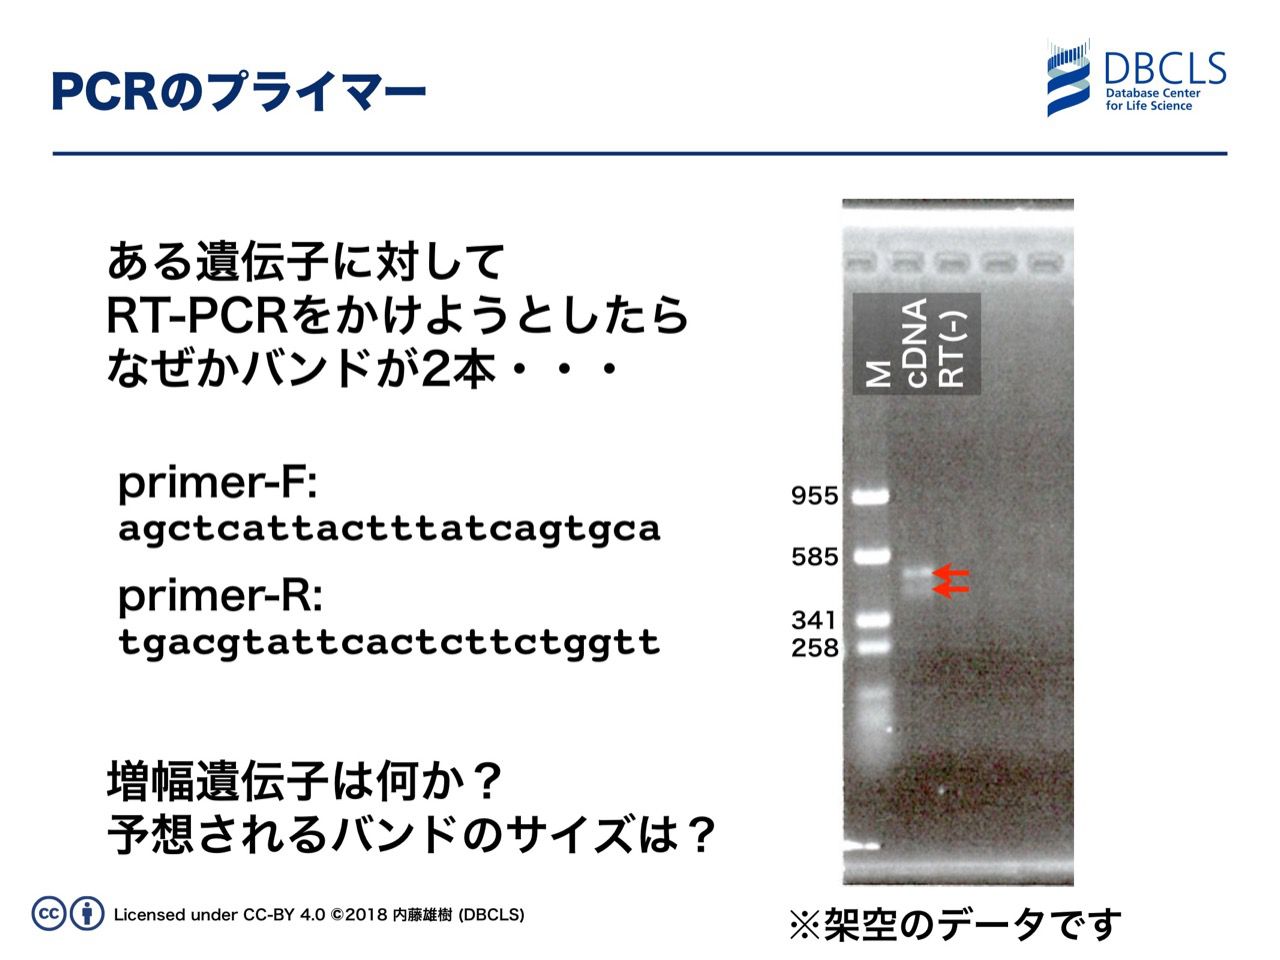 PCRのプライマー
DBCLS
Database Center
for Life Science
ある遺伝子に対して
RT-PCRをかけようとしたら
なぜかバンドが2本・・・
primer-F:
agctcattactttatcagtgca
primer-R:
tgacgtattcactcttctggtt
増幅遺伝子は何か？
予想されるバンドのサイズは？
M
cDNA
RT(-)
955
585
341
258
※架空のデータです
cc
Licensed under CC-BY 4.0 ©2018 内藤雄樹 (DBCLS)